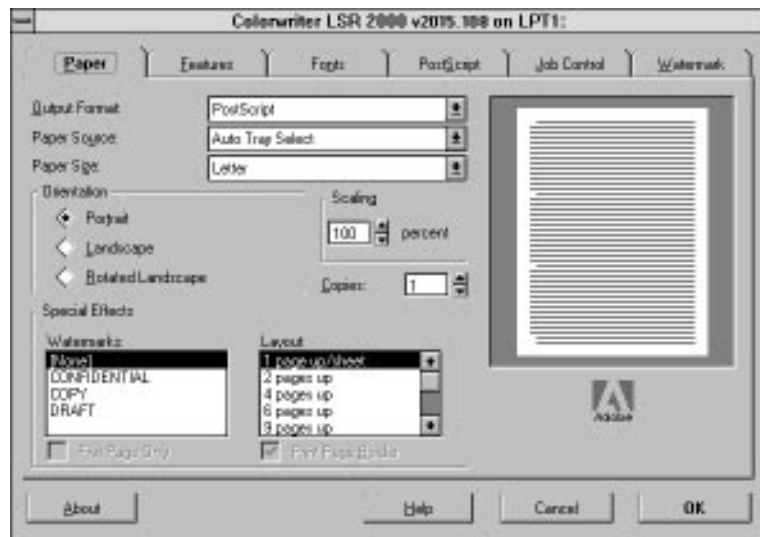 Colorwriter LSR 2000 v2015.108 on LPT1:
Paper Features Fonts PostScript Job Control Watermark
Output Format: PostScript
Paper Source: Auto Tray Select
Paper Size: Letter
Orientation
Portrait
Landscape
Rotated Landscape
Scaling
100 percent
Copies: 1
Special Effects
Watermarks
[None]
CONFIDENTIAL
COPY
DRAFT
First Page Only
Layout
1 page up/sheet
2 pages up
4 pages up
6 pages up
9 pages up
Print Page Border
Adobe
About Help Cancel OK